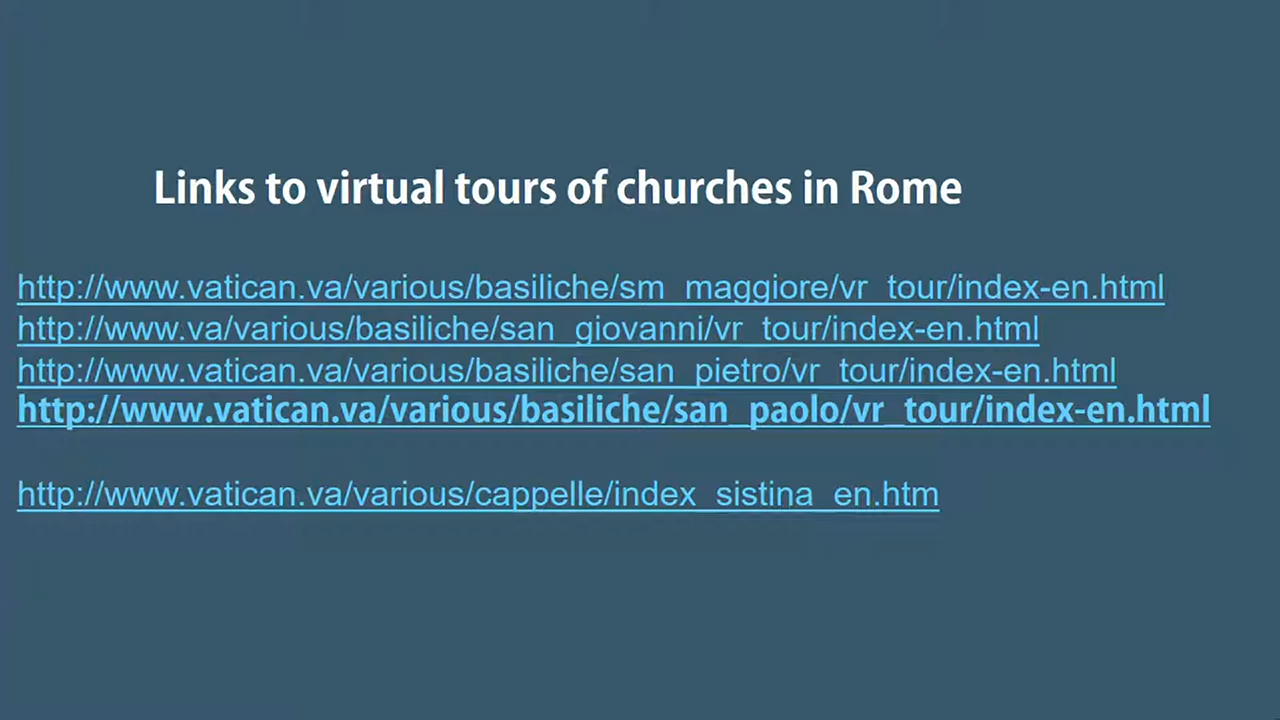 Links to virtual tours of churches in Rome
http://www.vatican.va/various/basiliche/sm_maggiore/vr_tour/index-en.html
http://www.va/various/basiliche/san_giovanni/vr_tour/index-en.html
http://www.vatican.va/various/basiliche/san_pietro/vr_tour/index-en.html
http://www.vatican.va/various/basiliche/san_paolo/vr_tour/index-en.html
http://www.vatican.va/various/cappelle/index_sistina_en.htm